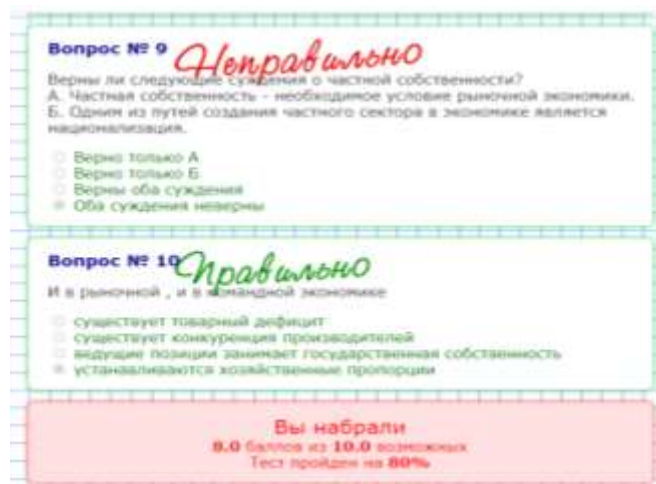 Вопрос № 9
Неправильно
Верны ли следующие суждения о частной собственности?
А. Частная собственность - необходимое условие рыночной экономики.
Б. Одним из путей создания частного сектора в экономике является
национализация.
Верно только А
Верно только Б
Верны оба суждения
Оба суждения неверны
Вопрос № 10
Правильно
И в рыночной , и в командной экономике
существует товарный дефицит
существует конкуренция производителей
ведущие позиции занимает государственная собственность
устанавливаются хозяйственные пропорции
Вы набрали
8.0 баллов из 10.0 возможных
Тест пройден на 80%